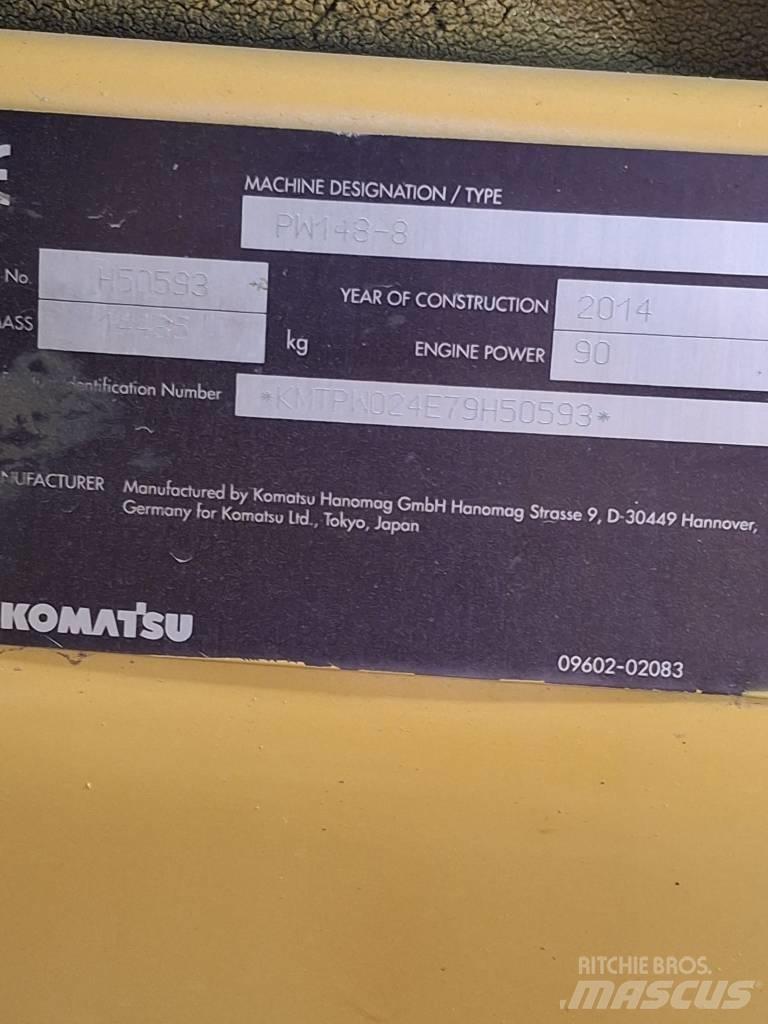 MACHINE DESIGNATION / TYPE
PW148-8
No. H50593
YEAR OF CONSTRUCTION 2014
kg
ENGINE POWER 90
Identification Number *KMTPW024E79H50593*
Manufactured by Komatsu Hanomag GmbH Hanomag Strasse 9, D-30449 Hannover,
Germany for Komatsu Ltd., Tokyo, Japan
KOMATSU
09602-02083
RITCHIE BROS.
MASCUS